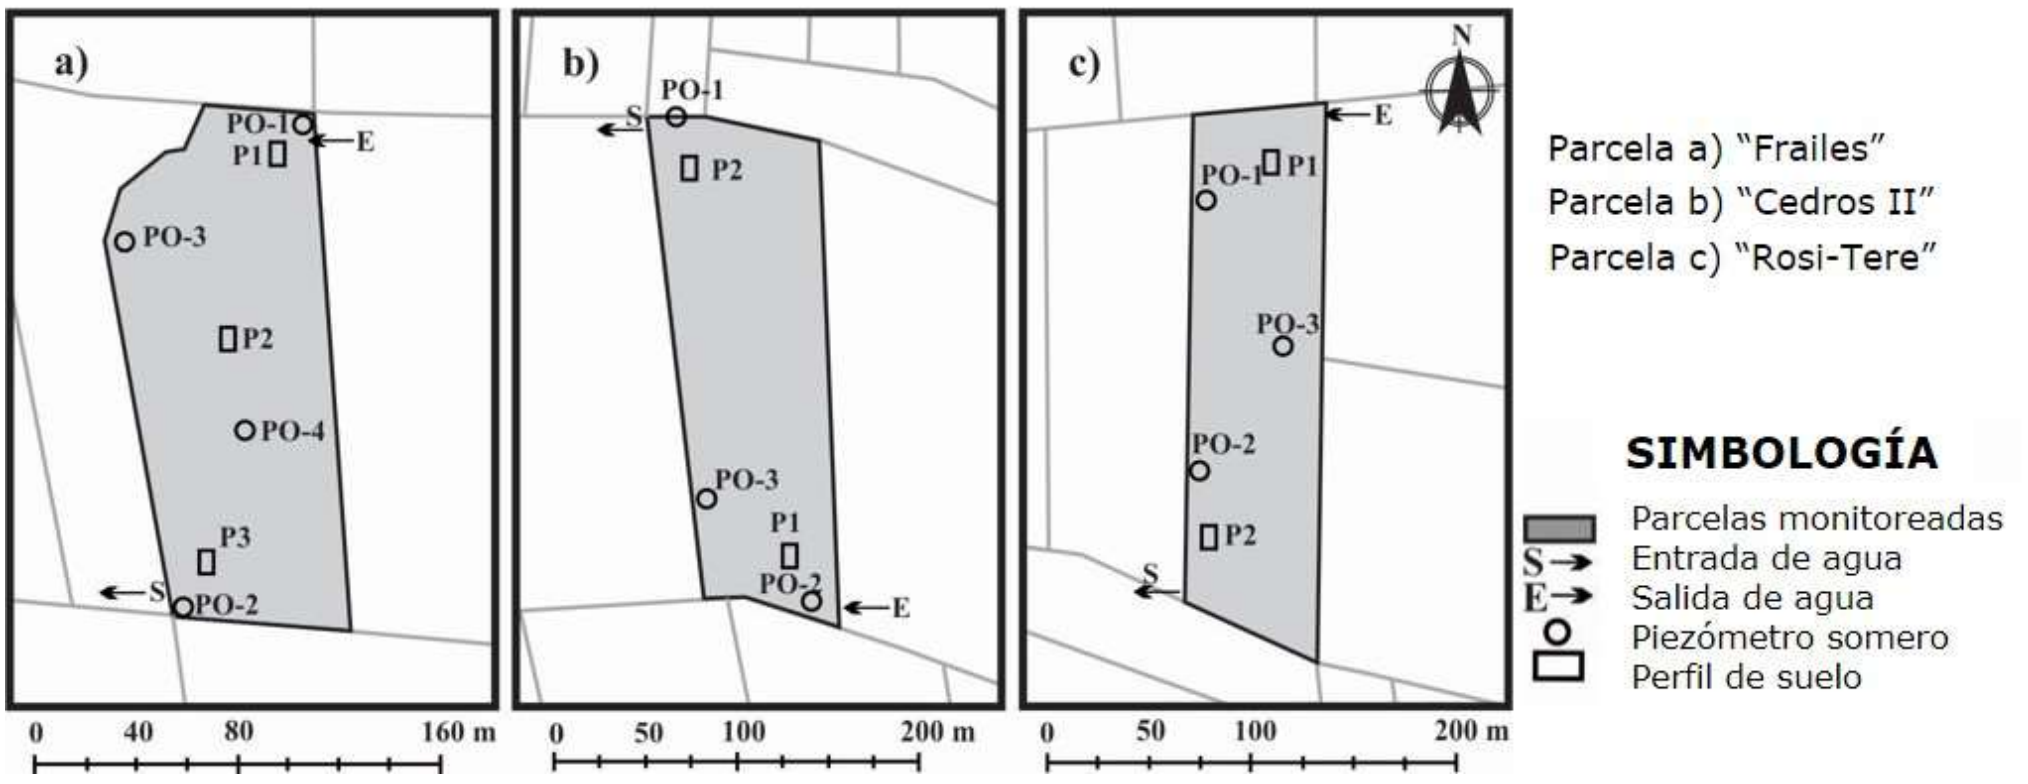 a)
PO-1
E
P1
PO-3
P2
PO-4
P3
S
PO-2
0 40 80 160 m
b)
PO-1
S
P2
PO-3
P1
PO-2
E
0 50 100 200 m
c)
N
E
PO-1
P1
PO-3
PO-2
P2
S
0 50 100 200 m
Parcela a) “Frailes”
Parcela b) “Cedros II”
Parcela c) “Rosi-Tere”
SIMBOLOGÍA
Parcelas monitoreadas
S Entrada de agua
E Salida de agua
Piezómetro somero
Perfil de suelo